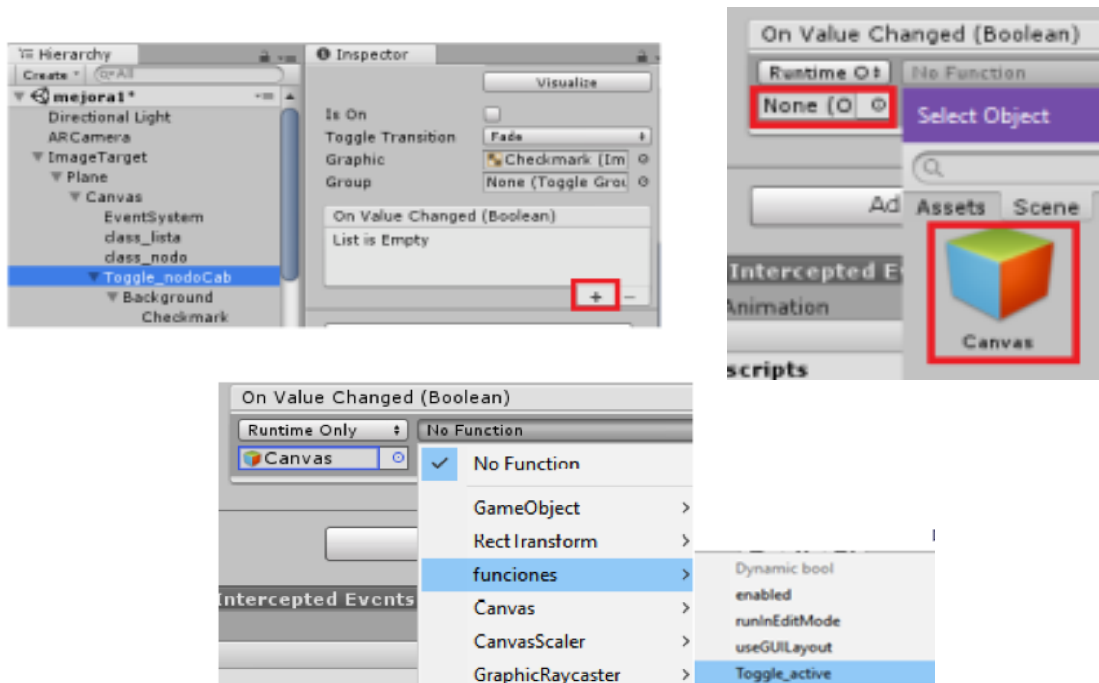 Hierarchy
Create
All
mejora1*
Directional Light
ARCamera
ImageTarget
Plane
Canvas
EventSystem
class_lista
class_nodo
Toggle_nodoCab
Background
Checkmark
Inspector
Visualize
Is On
Toggle Transition Fade
Graphic Checkmark (Im
Group None (Toggle Grou
On Value Changed (Boolean)
List is Empty
+ −
On Value Changed (Boolean)
Runtime O No Function
None (O
Select Object
Ad
Assets Scene
Intercepted E
Animation
Canvas
scripts
On Value Changed (Boolean)
Runtime Only No Function
Canvas
No Function
GameObject
RectTransform
funciones
Intercepted Events
Canvas
CanvasScaler
GraphicRaycaster
Dynamic bool
enabled
runInEditMode
useGUILayout
Toggle_active